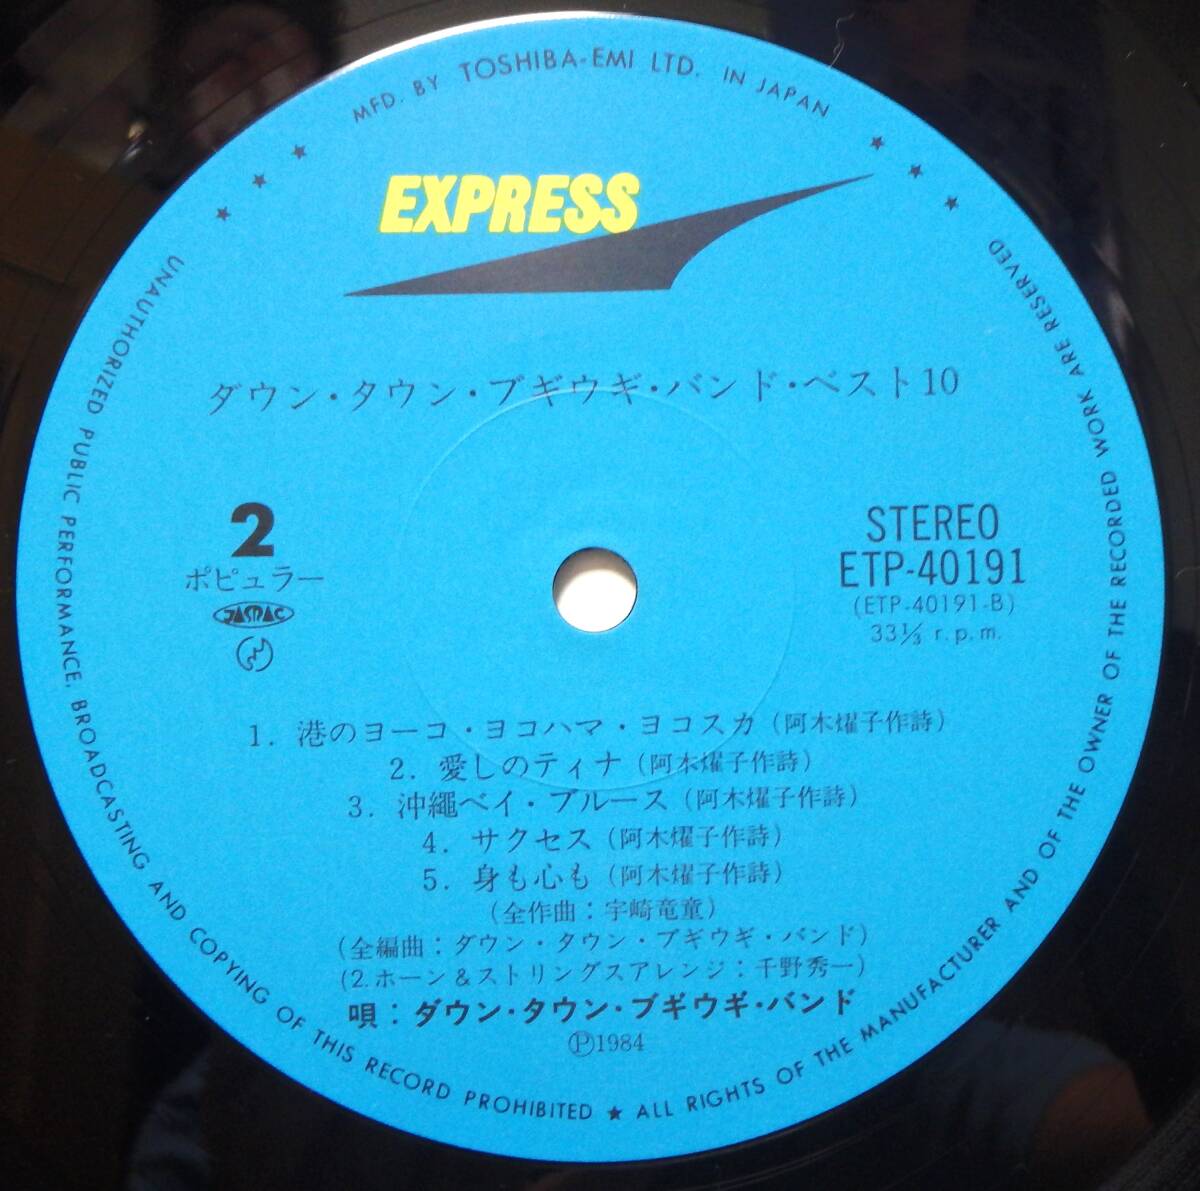 MFD. BY TOSHIBA-EMI LTD. IN JAPAN
★ ★ ★ ★ ★ ★
EXPRESS
ダウン・タウン・ブギウギ・バンド・ベスト10
2
ポピュラー
JASRAC
STEREO
ETP-40191
(ETP-40191-B)
33⅓ r.p.m.
1. 港のヨーコ・ヨコハマ・ヨコスカ (阿木燿子作詩)
2. 愛しのティナ (阿木燿子作詩)
3. 沖繩ベイ・ブルース (阿木燿子作詩)
4. サクセス (阿木燿子作詩)
5. 身も心も (阿木燿子作詩)
(全作曲：宇崎竜童)
(全編曲：ダウン・タウン・ブギウギ・バンド)
(2.ホーン＆ストリングスアレンジ：千野秀一)
唄：ダウン・タウン・ブギウギ・バンド
Ⓟ1984
UNAUTHORIZED PUBLIC PERFORMANCE, BROADCASTING AND COPYING OF THIS RECORD PROHIBITED ★ ALL RIGHTS OF THE MANUFACTURER AND OF THE OWNER OF THE RECORDED WORK ARE RESERVED